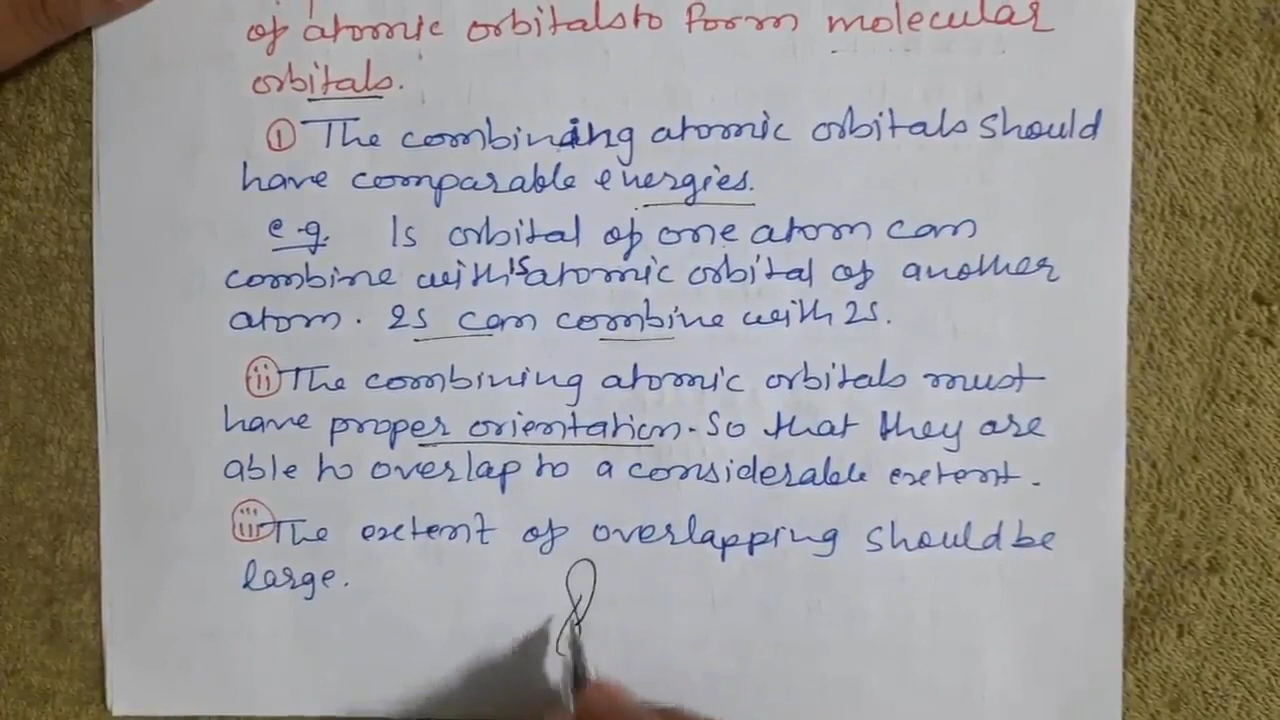 of atomic orbitals to form molecular
orbitals.
① The combining atomic orbitals should
have comparable energies.
e.g. 1s orbital of one atom can
combine with 1s atomic orbital of another
atom. 2s can combine with 2s.
(ii) The combining atomic orbitals must
have proper orientation. So that they are
able to overlap to a considerable extent.
(iii) The extent of overlapping should be
large.